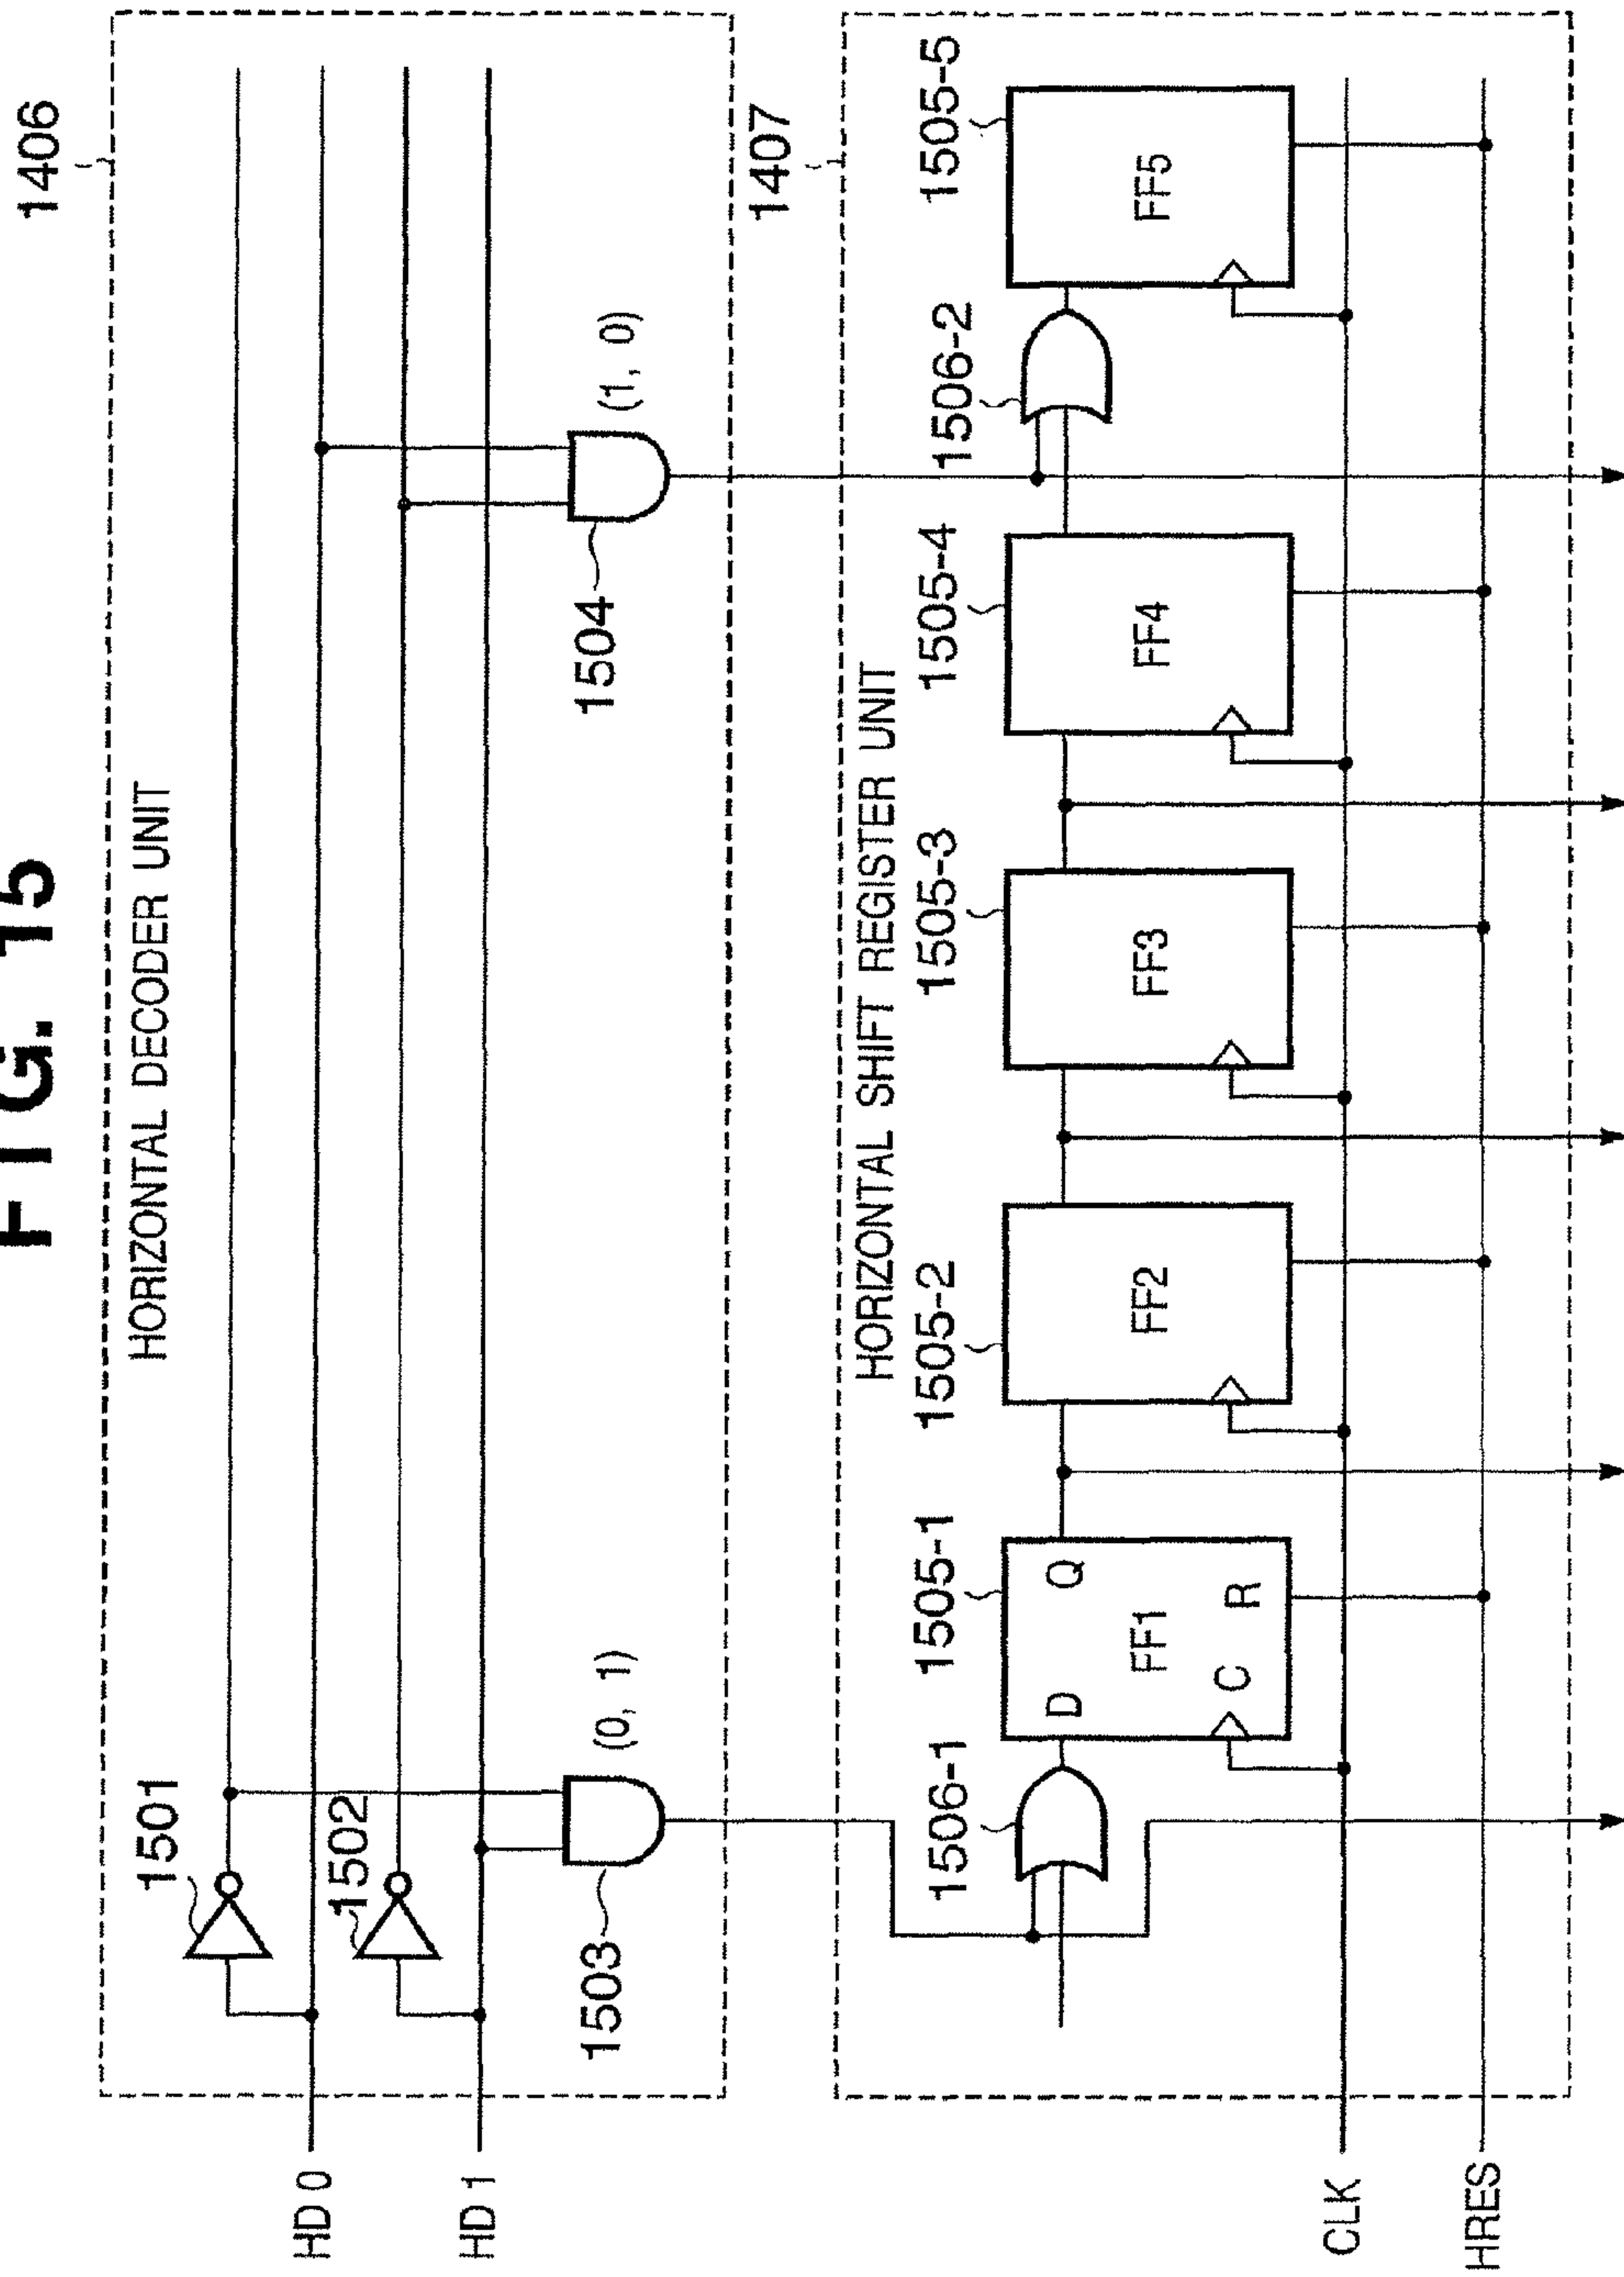 FIG. 15
1406
HORIZONTAL DECODER UNIT
1501
1502
HD 0
HD 1
1503
(0, 1)
1504
(1, 0)
1407
HORIZONTAL SHIFT REGISTER UNIT
1506-1
1505-1
1505-2
1505-3
1505-4
1506-2
1505-5
D
Q
FF1
C
R
FF2
FF3
FF4
FF5
CLK
HRES